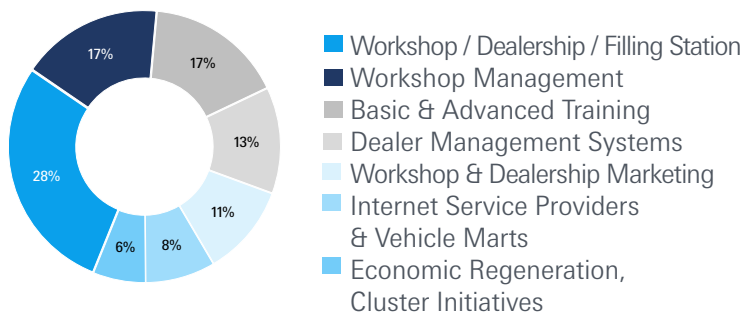 17%
17%
13%
28%
11%
8%
6%
Workshop / Dealership / Filling Station
Workshop Management
Basic & Advanced Training
Dealer Management Systems
Workshop & Dealership Marketing
Internet Service Providers
& Vehicle Marts
Economic Regeneration,
Cluster Initiatives